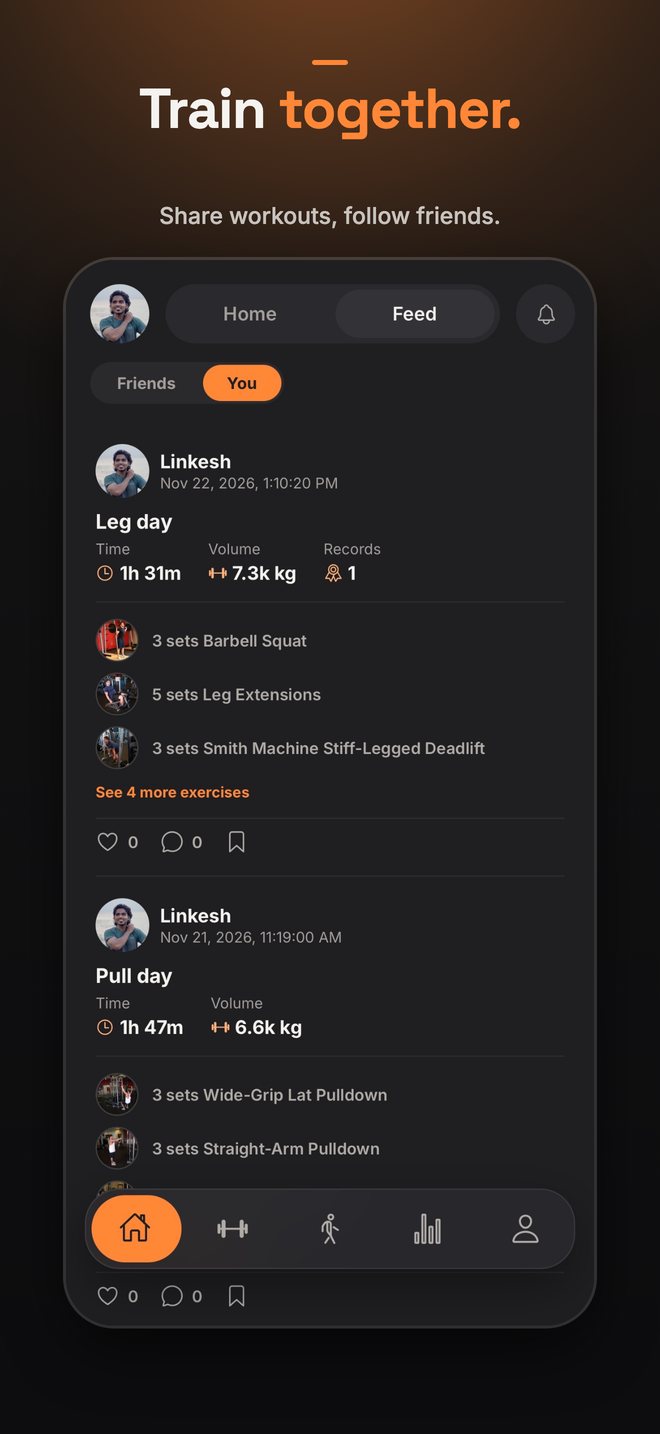 Train together.
Share workouts, follow friends.
Home Feed
Friends You
Linkesh
Nov 22, 2026, 1:10:20 PM
Leg day
Time Volume Records
1h 31m 7.3k kg 1
3 sets Barbell Squat
5 sets Leg Extensions
3 sets Smith Machine Stiff-Legged Deadlift
See 4 more exercises
0 0
Linkesh
Nov 21, 2026, 11:19:00 AM
Pull day
Time Volume
1h 47m 6.6k kg
3 sets Wide-Grip Lat Pulldown
3 sets Straight-Arm Pulldown
0 0